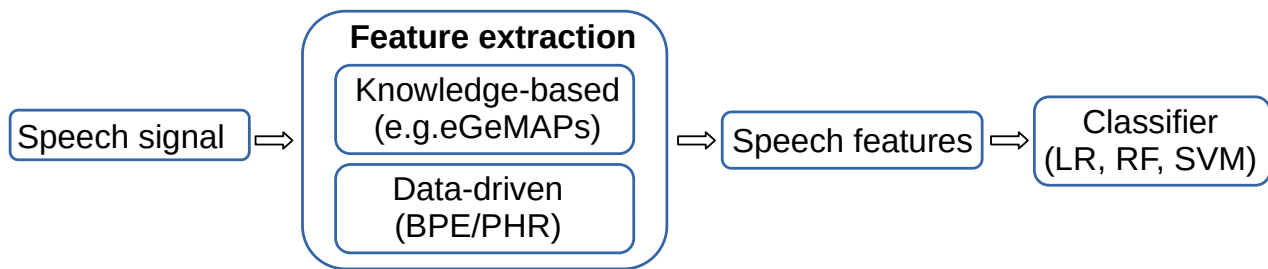 Speech signal
Feature extraction
Knowledge-based
(e.g.eGeMAPs)
Data-driven
(BPE/PHR)
Speech features
Classifier
(LR, RF, SVM)